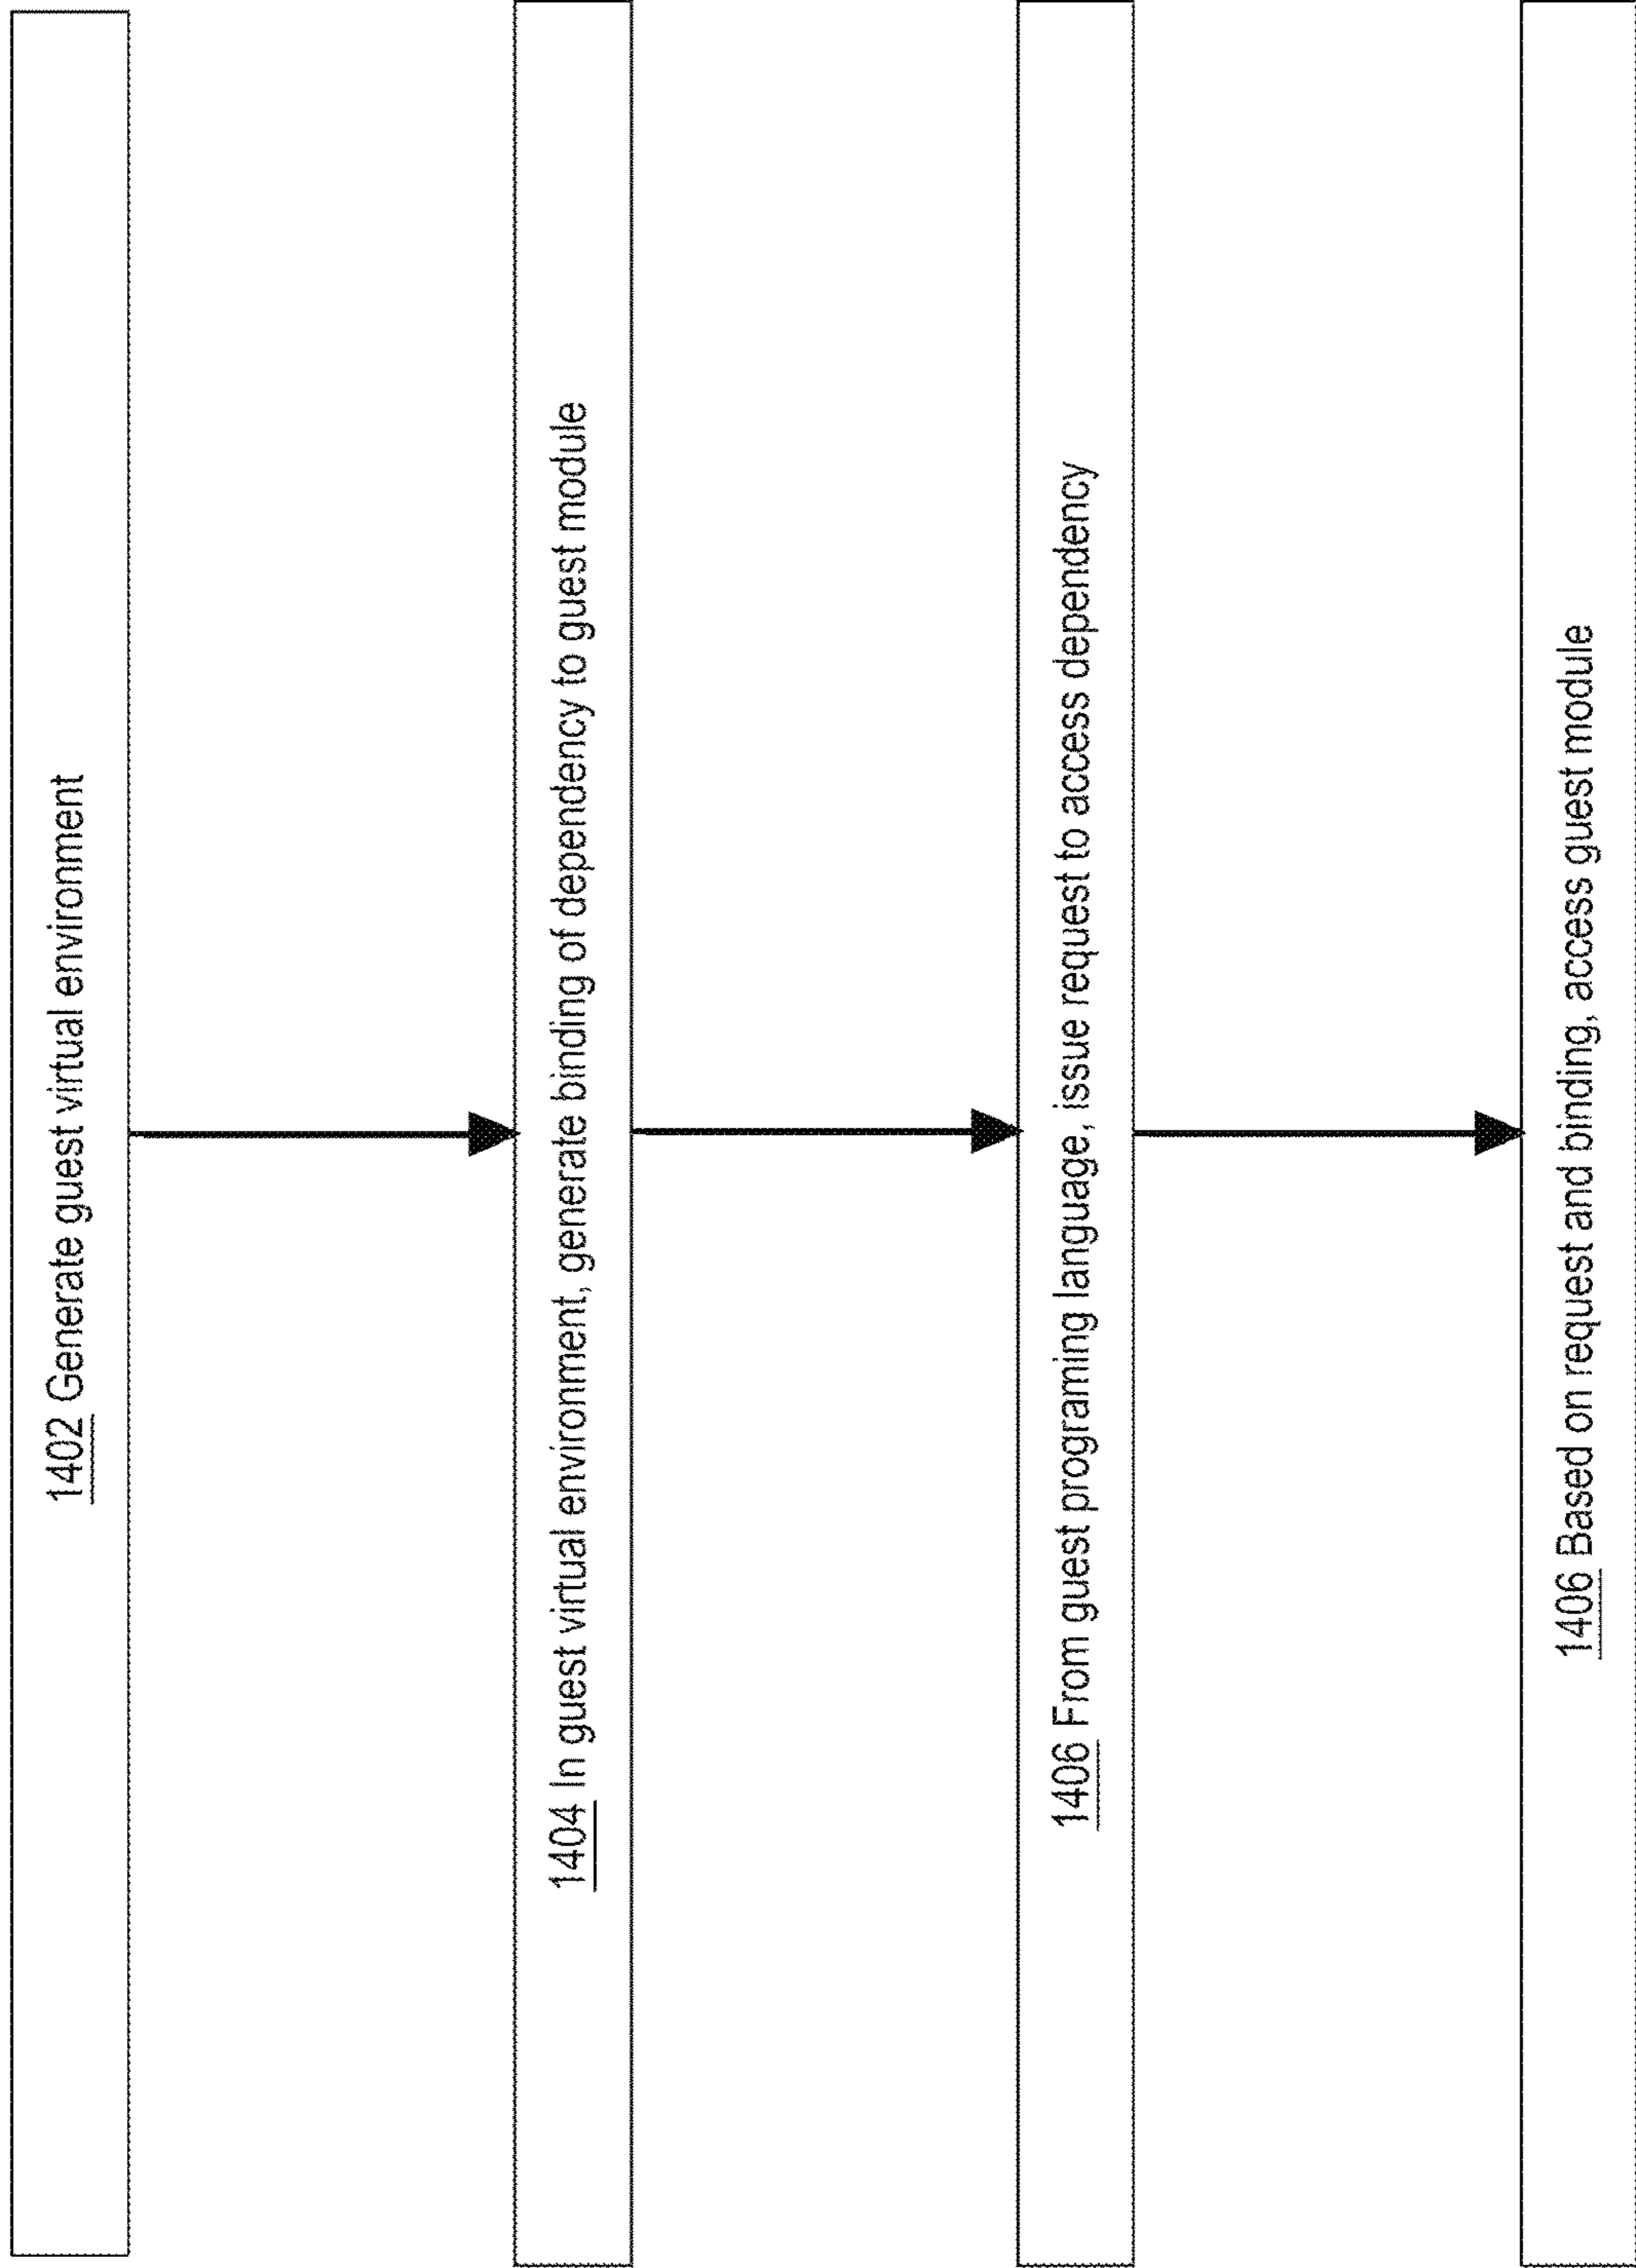 1402 Generate guest virtual environment
1404 In guest virtual environment, generate binding of dependency to guest module
1406 From guest programing language, issue request to access dependency
1406 Based on request and binding, access guest module